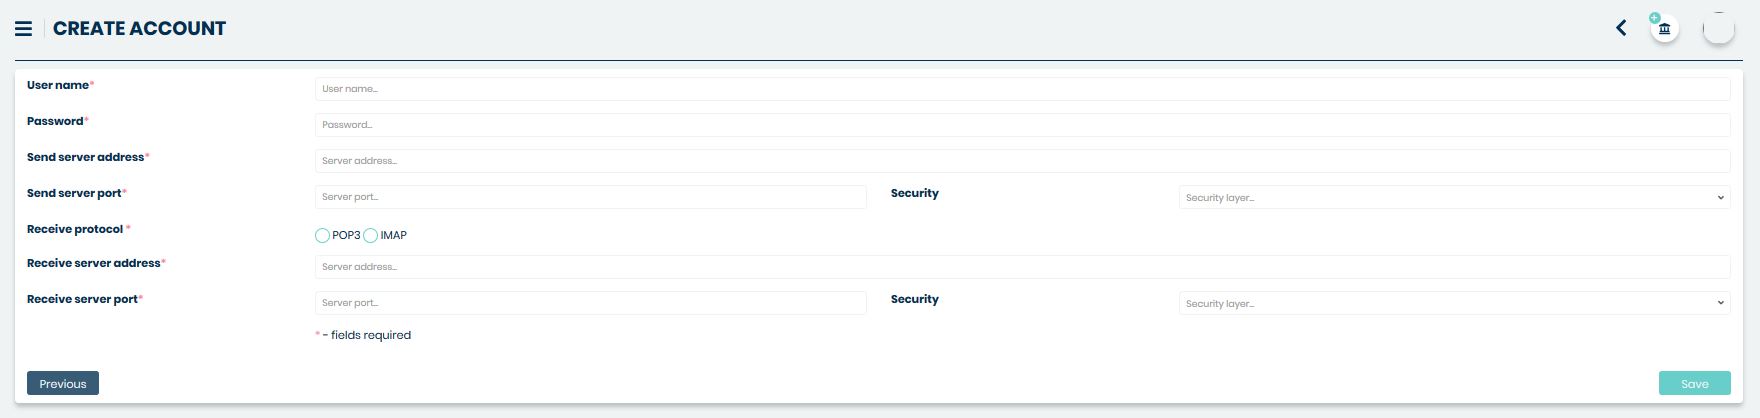 CREATE ACCOUNT
User name*
User name...
Password*
Password...
Send server address*
Server address...
Send server port*
Server port...
Security
Security layer...
Receive protocol *
POP3 IMAP
Receive server address*
Server address...
Receive server port*
Server port...
Security
Security layer...
* - fields required
Previous
Save